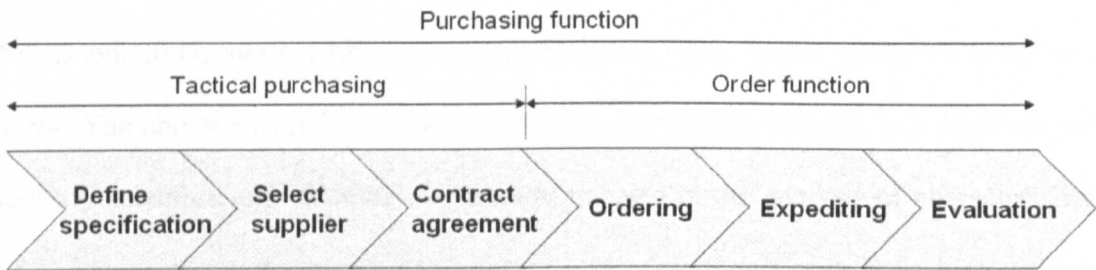 Purchasing function
Tactical purchasing
Order function
Define
specification
Select
supplier
Contract
agreement
Ordering
Expediting
Evaluation